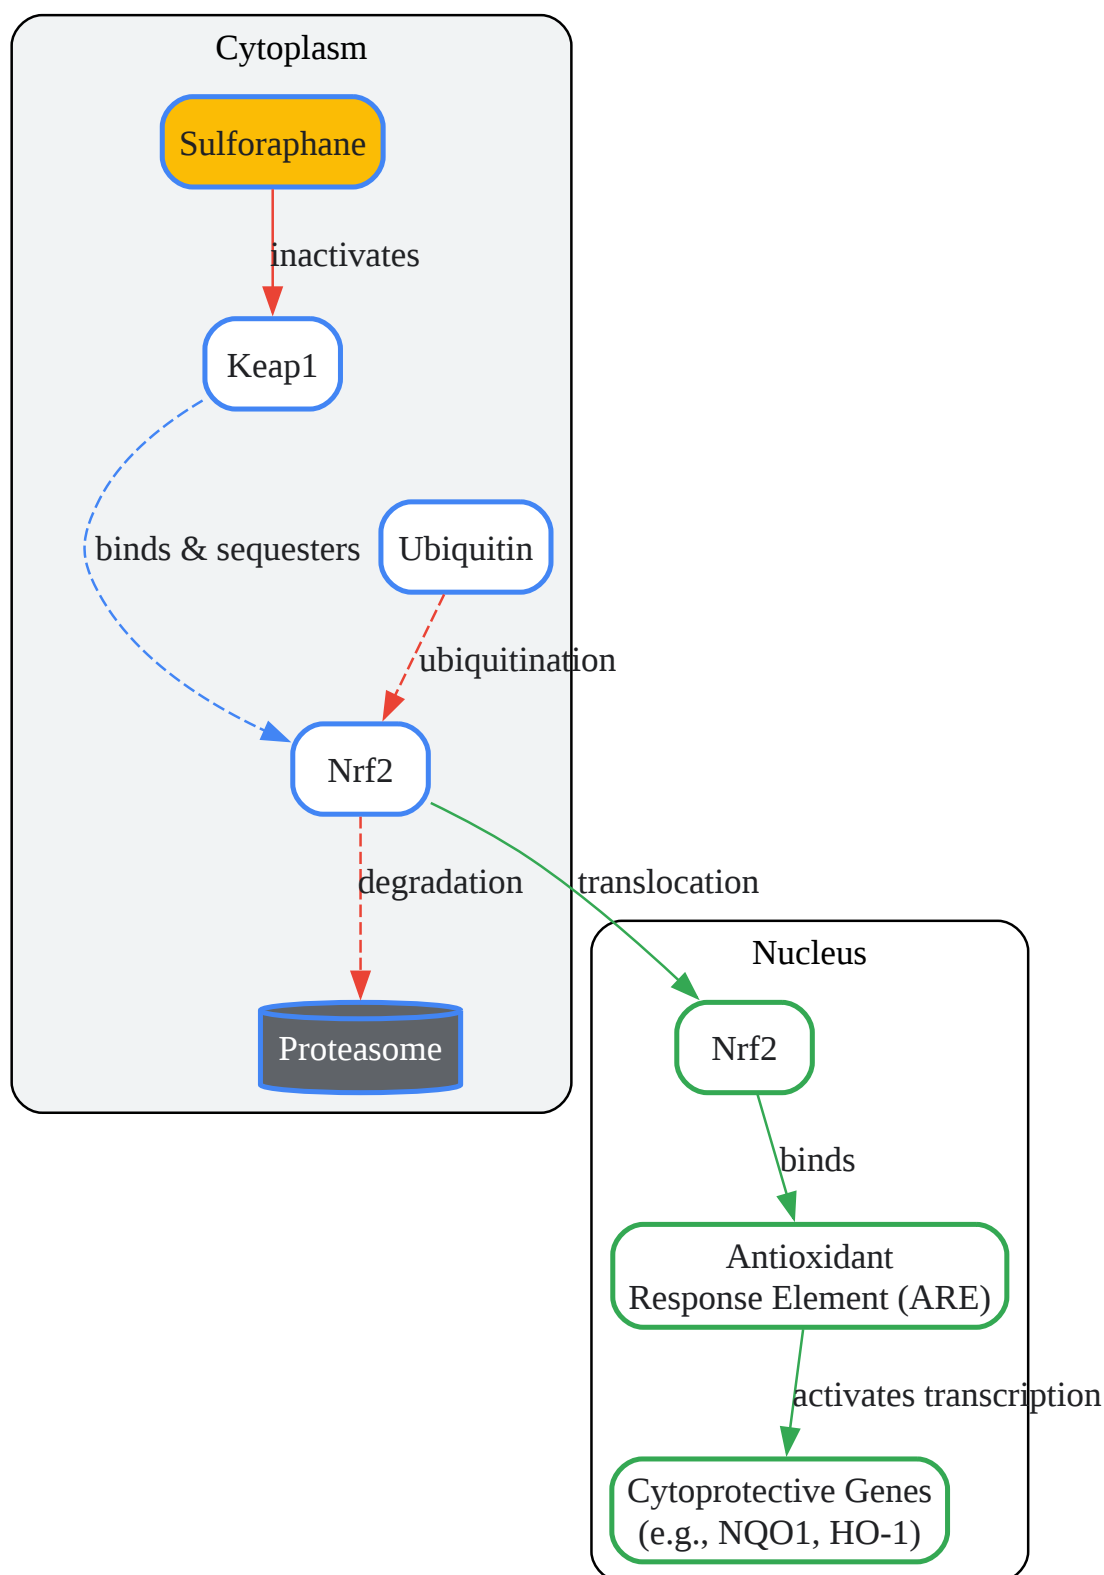 Cytoplasm
Sulforaphane
inactivates
Keap1
binds & sequesters
Ubiquitin
ubiquitination
Nrf2
degradation
translocation
Proteasome
Nucleus
Nrf2
binds
Antioxidant
Response Element (ARE)
activates transcription
Cytoprotective Genes
(e.g., NQO1, HO-1)